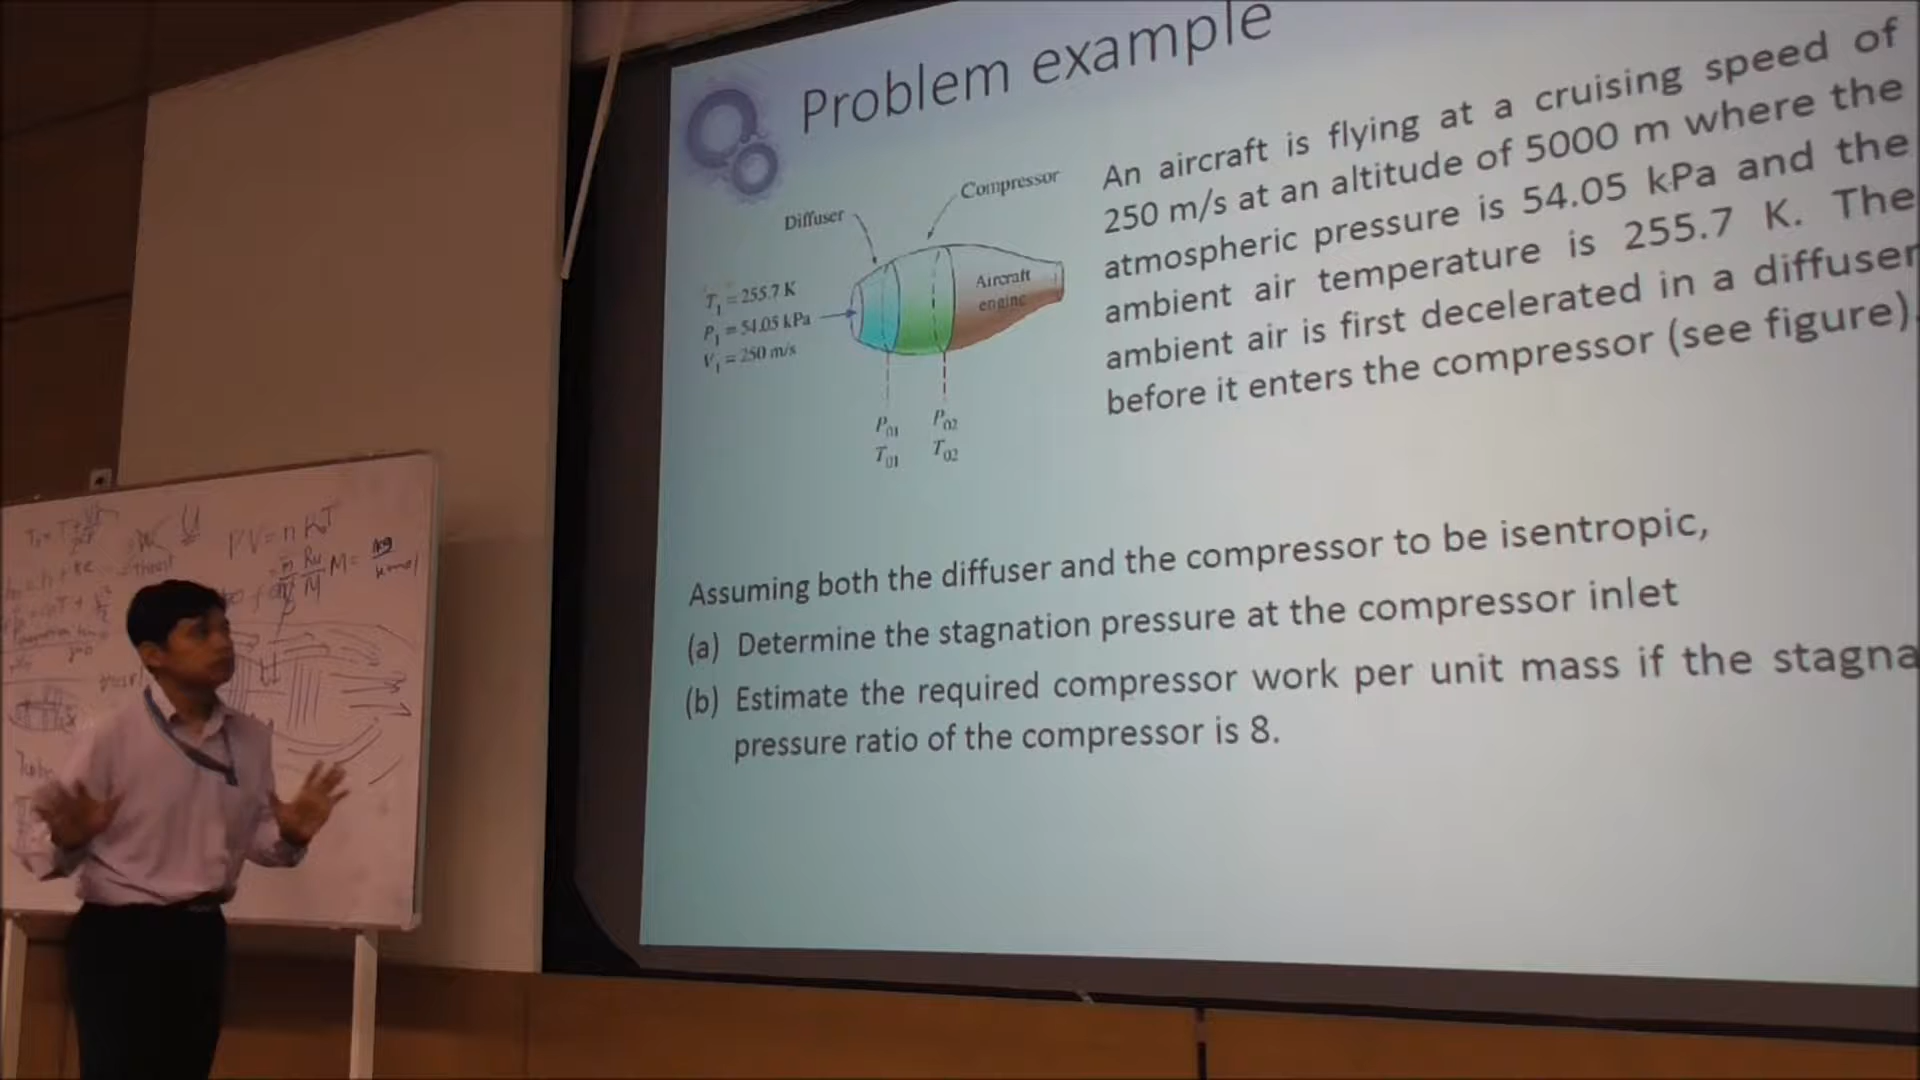 Problem example
Compressor
Diffuser
T1 = 255.7 K
P1 = 54.05 kPa
V1 = 250 m/s
Aircraft
engine
P01
P02
T01
T02
An aircraft is flying at a cruising speed of
250 m/s at an altitude of 5000 m where the
atmospheric pressure is 54.05 kPa and the
ambient air temperature is 255.7 K. The
ambient air is first decelerated in a diffuser
before it enters the compressor (see figure).
Assuming both the diffuser and the compressor to be isentropic,
(a) Determine the stagnation pressure at the compressor inlet
(b) Estimate the required compressor work per unit mass if the stagna
pressure ratio of the compressor is 8.
PV = n RuT
Ru
M
M = kg
kmol